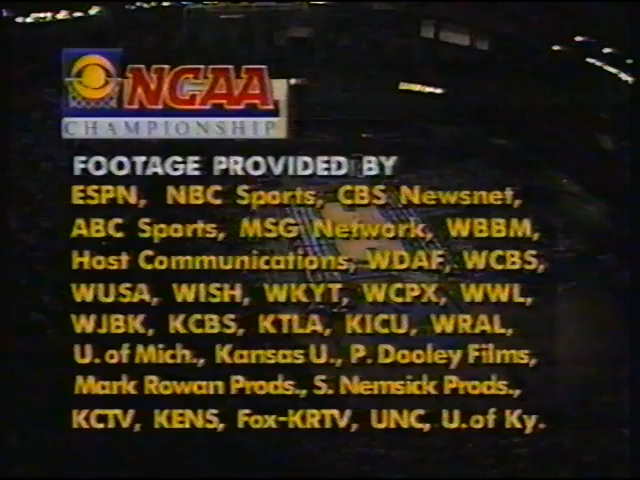 NCAA
CHAMPIONSHIP
FOOTAGE PROVIDED BY
ESPN, NBC Sports, CBS Newsnet,
ABC Sports, MSG Network, WBBM,
Host Communications, WDAF, WCBS,
WUSA, WISH, WKYT, WCPX, WWL,
WJBK, KCBS, KTLA, KICU, WRAL,
U. of Mich., Kansas U., P. Dooley Films,
Mark Rowan Prods., S. Nemsick Prods.,
KCTV, KENS, Fox-KRTV, UNC, U. of Ky.